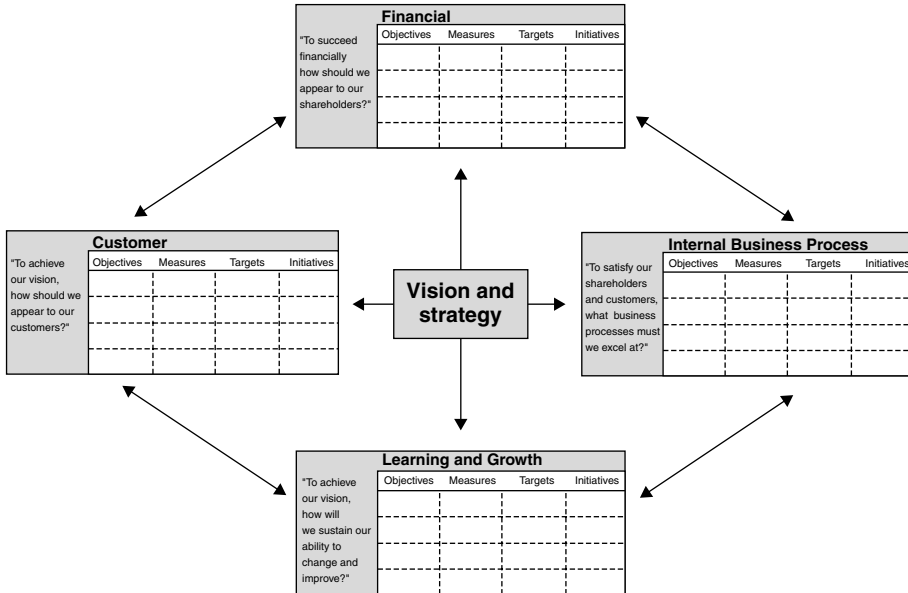 Financial
Objectives Measures Targets Initiatives
"To succeed
financially
how should we
appear to our
shareholders?"
Customer
Objectives Measures Targets Initiatives
"To achieve
our vision,
how should we
appear to our
customers?"
Vision and
strategy
Internal Business Process
Objectives Measures Targets Initiatives
"To satisfy our
shareholders
and customers,
what business
processes must
we excel at?"
Learning and Growth
Objectives Measures Targets Initiatives
"To achieve
our vision,
how will
we sustain our
ability to
change and
improve?"